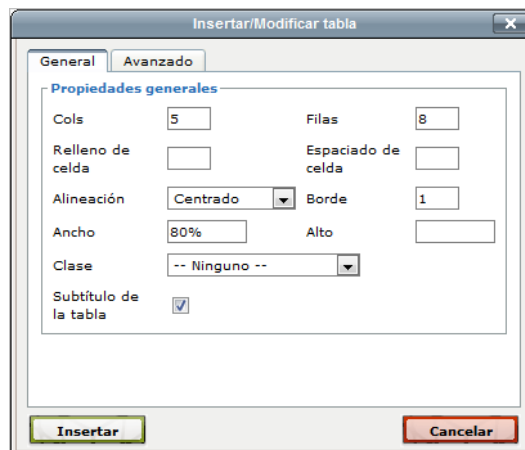 Insertar/Modificar tabla
General Avanzado
Propiedades generales
Cols 5 Filas 8
Relleno de celda Espaciado de celda
Alineación Centrado Borde 1
Ancho 80% Alto
Clase -- Ninguno --
Subtítulo de la tabla
Insertar Cancelar